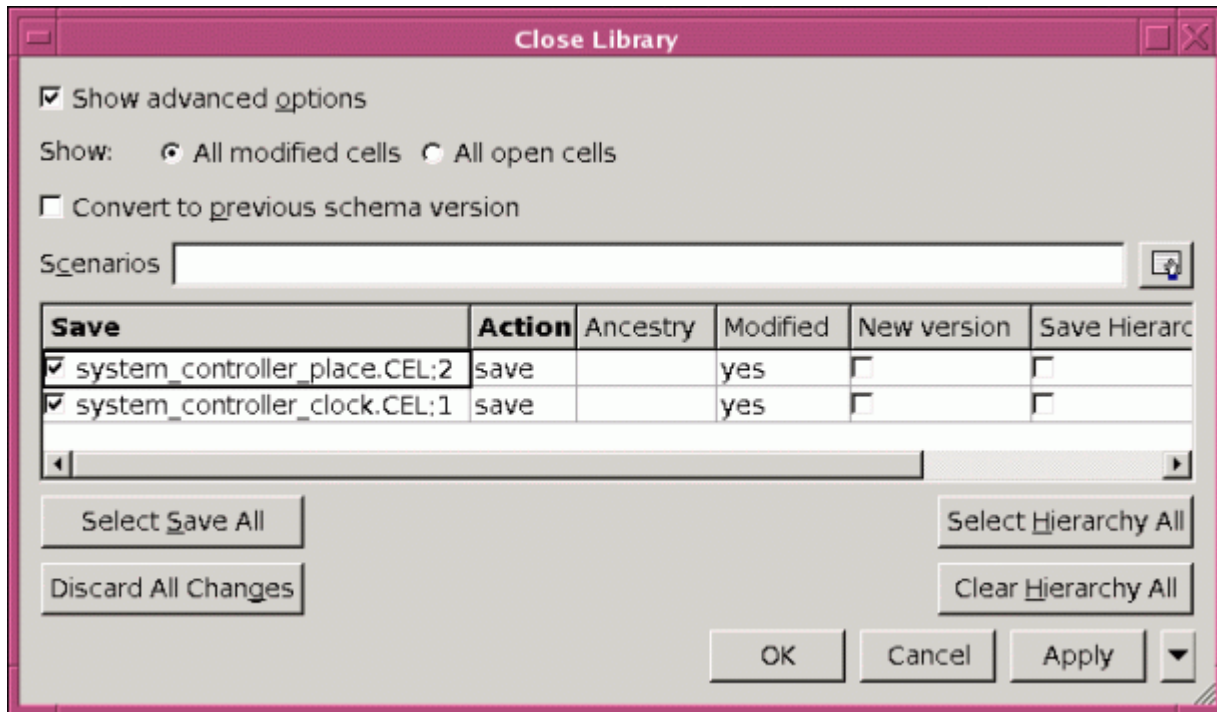 Close Library
Show advanced options
Show: All modified cells All open cells
Convert to previous schema version
Scenarios
Save Action Ancestry Modified New version Save Hierarc
system_controller_place.CEL;2 save yes
system_controller_clock.CEL;1 save yes
Select Save All Select Hierarchy All
Discard All Changes Clear Hierarchy All
OK Cancel Apply